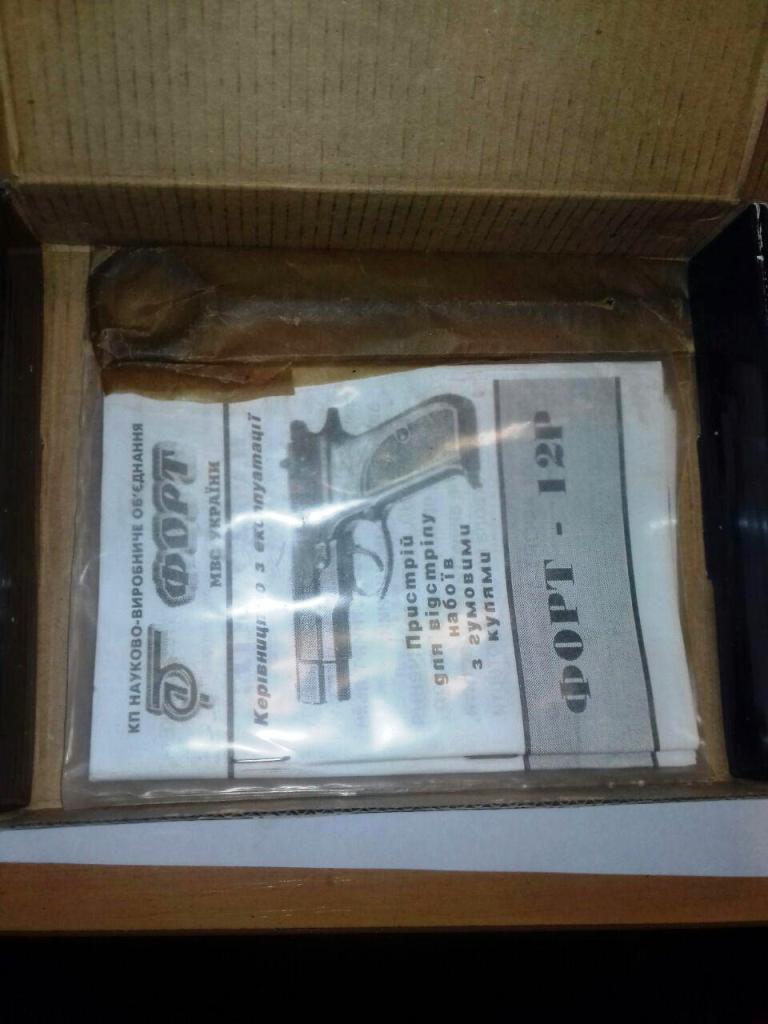 КП НАУКОВО-ВИРОБНИЧЕ ОБ'ЄДНАННЯ
ФОРТ
МВС УКРАЇНИ
Керівництво з експлуатації
Пристрій
для відстрілу
набоїв
з гумовими
кулями
ФОРТ - 12Р